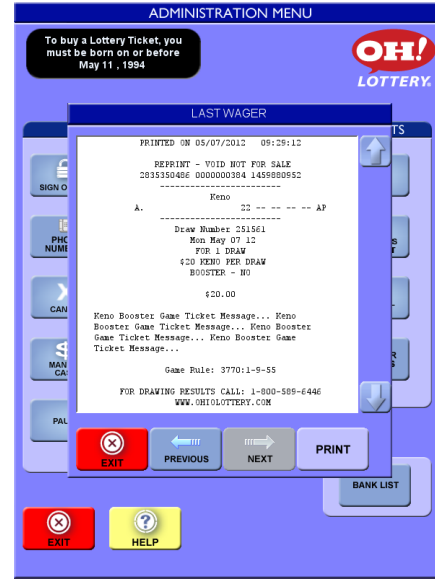 ADMINISTRATION MENU
To buy a Lottery Ticket, you
must be born on or before
May 11 , 1994
OH!
LOTTERY.
LAST WAGER
TS
PRINTED ON 05/07/2012 09:29:12
REPRINT - VOID NOT FOR SALE
2835350486 0000000384 1459880952
------------------------
Keno
A. 22 -- -- -- -- AP
------------------------
Draw Number 251561
Mon May 07 12
FOR 1 DRAW
$20 KENO PER DRAW
BOOSTER - NO
$20.00
Keno Booster Game Ticket Message... Keno
Booster Game Ticket Message... Keno Booster
Game Ticket Message... Keno Booster Game
Ticket Message...
Game Rule: 3770:1-9-55
FOR DRAWING RESULTS CALL: 1-800-589-6446
WWW.OHIOLOTTERY.COM
SIGN O
PHO
NUME
CAN
MAN
CA
PAU
S
T
R
S
EXIT
PREVIOUS
NEXT
PRINT
BANK LIST
EXIT
HELP